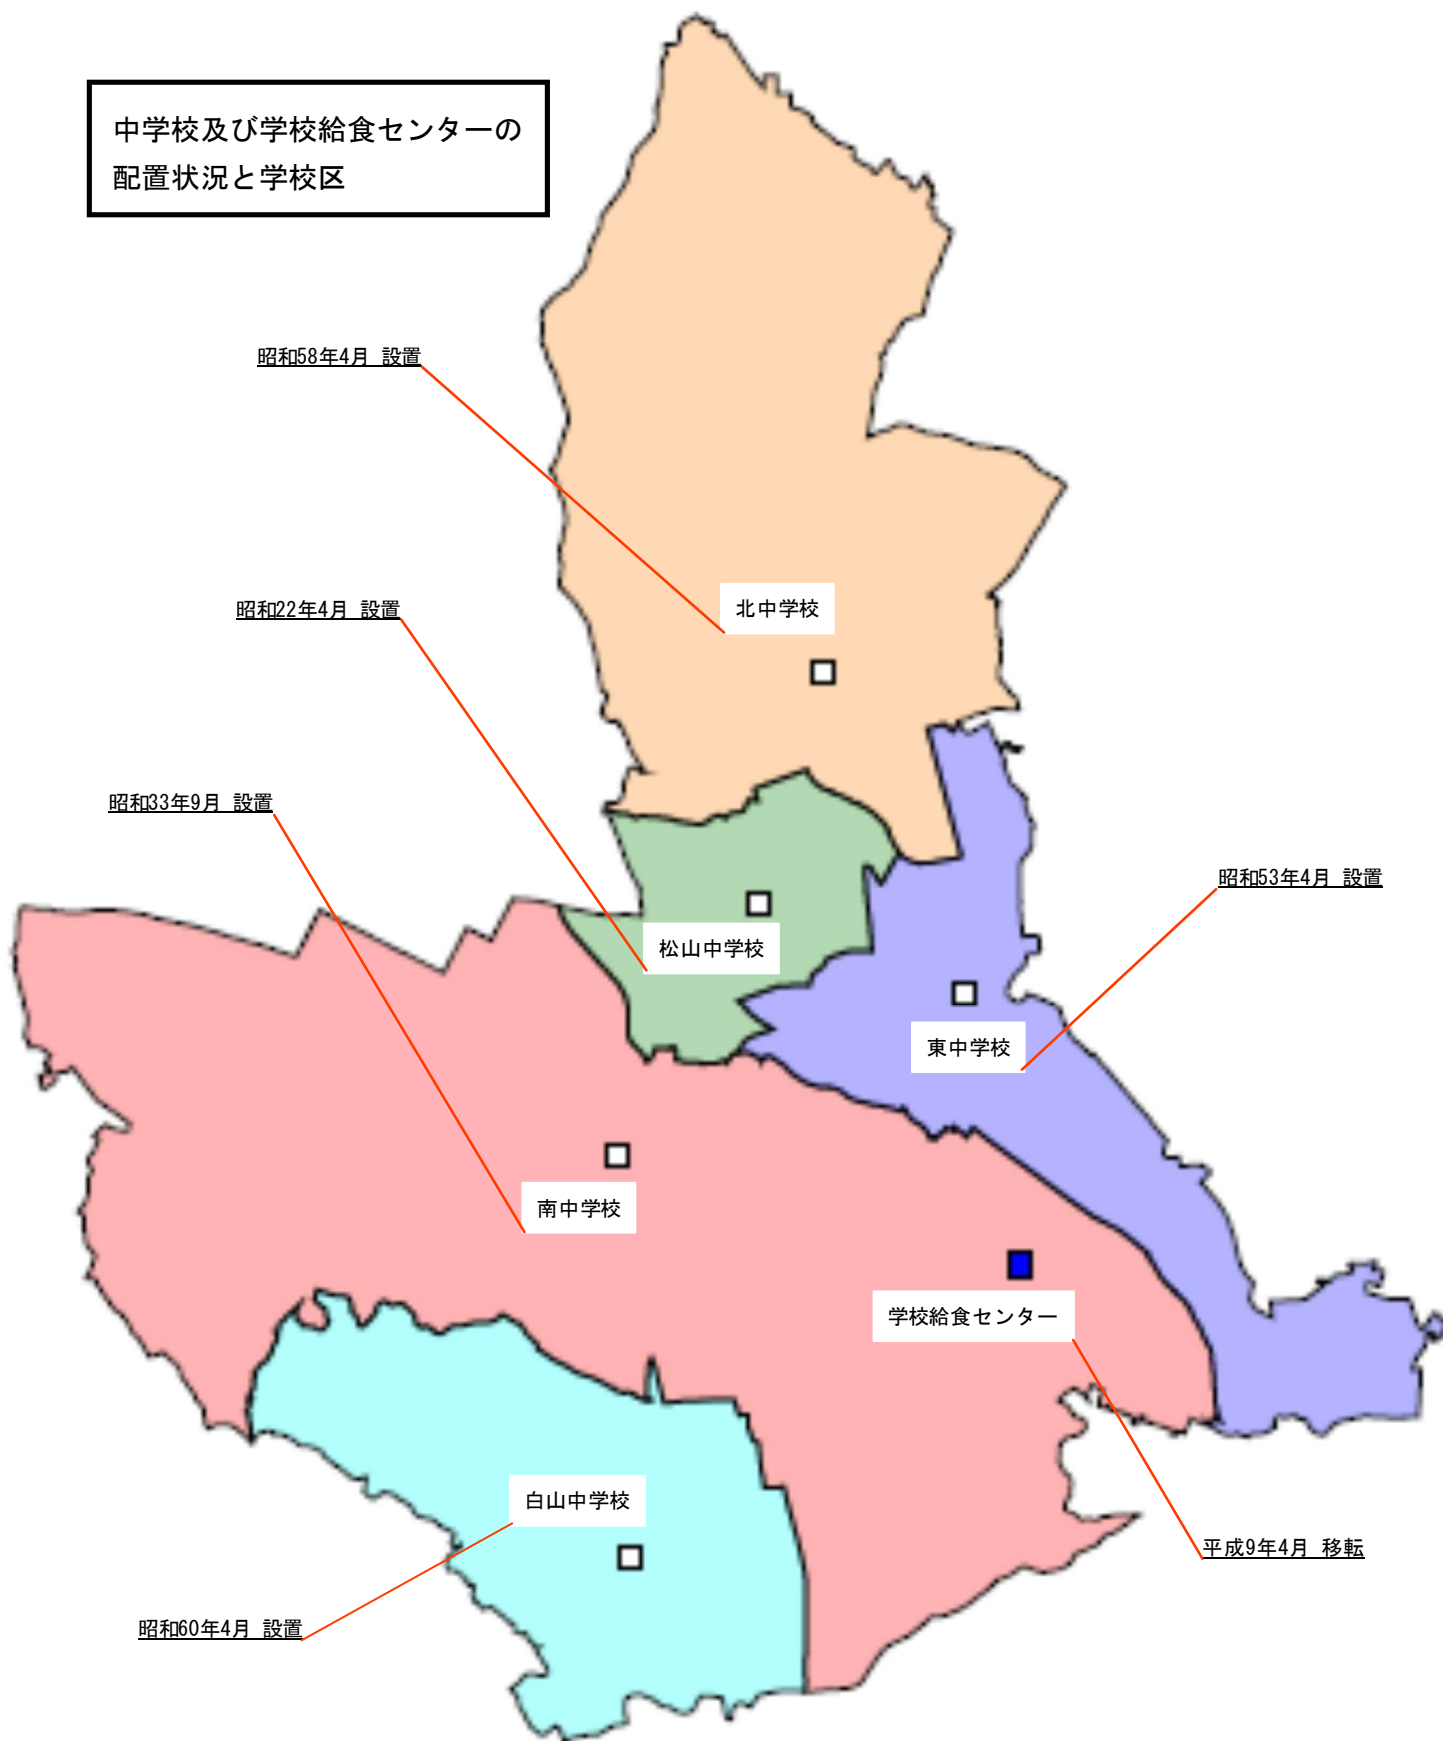 中学校及び学校給食センターの
配置状況と学校区
昭和58年4月 設置
北中学校
昭和22年4月 設置
昭和33年9月 設置
昭和53年4月 設置
松山中学校
東中学校
南中学校
学校給食センター
白山中学校
平成9年4月 移転
昭和60年4月 設置